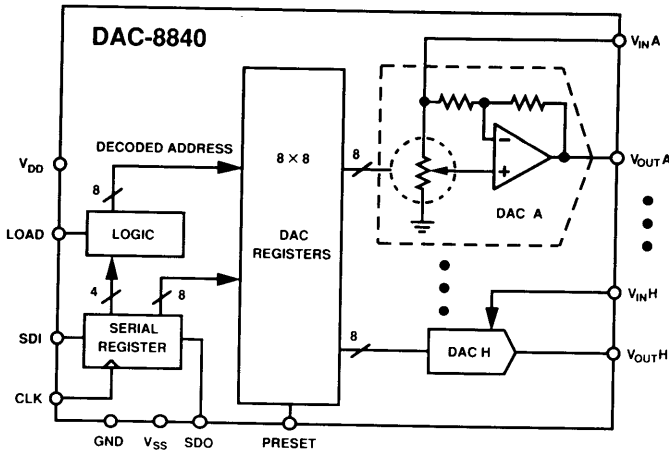 DAC-8840
V_IN A
DECODED ADDRESS
8
8 × 8
8
V_DD
V_OUT A
DAC A
LOAD
LOGIC
DAC
REGISTERS
4
8
V_IN H
SDI
SERIAL
REGISTER
8
DAC H
V_OUT H
CLK
GND
V_SS
SDO
PRESET